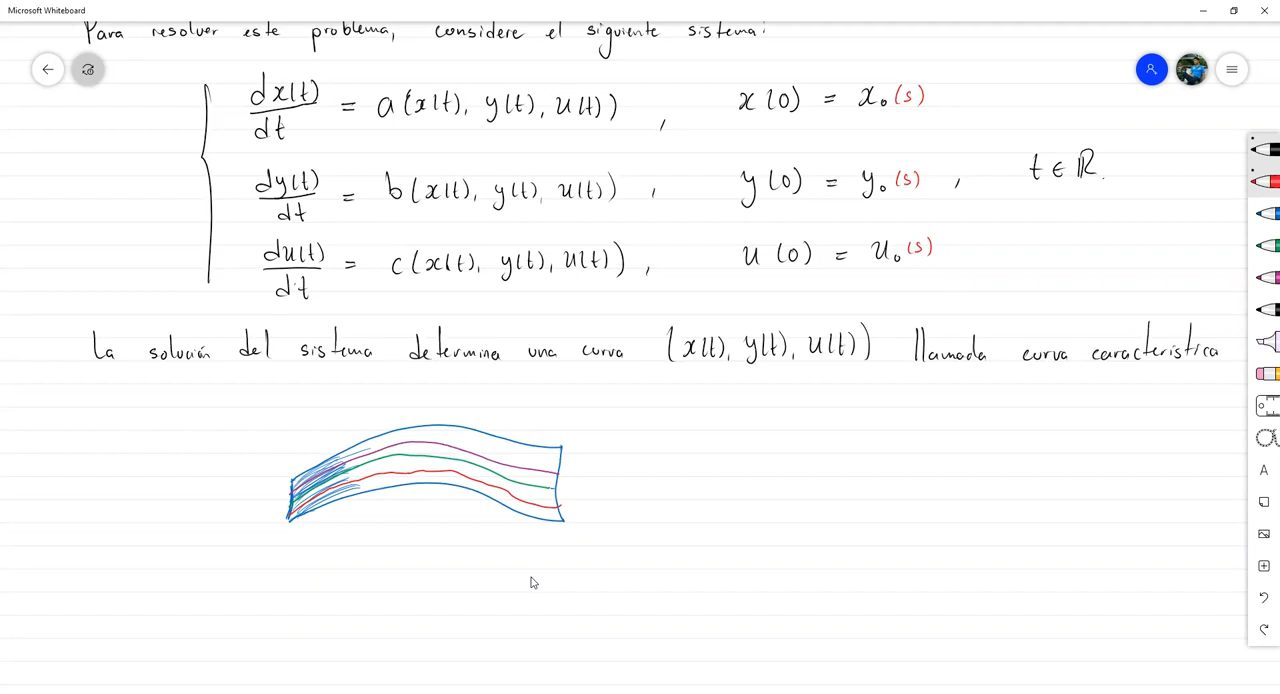 Microsoft Whiteboard
Para resolver este problema, considere el siguiente sistema:
dx(t)/dt = a(x(t), y(t), u(t)) , x(0) = x₀(s)
dy(t)/dt = b(x(t), y(t), u(t)) , y(0) = y₀(s) , t ∈ ℝ.
du(t)/dt = c(x(t), y(t), u(t)) , u(0) = u₀(s)
La solución del sistema determina una curva (x(t), y(t), u(t)) llamada curva característica
A